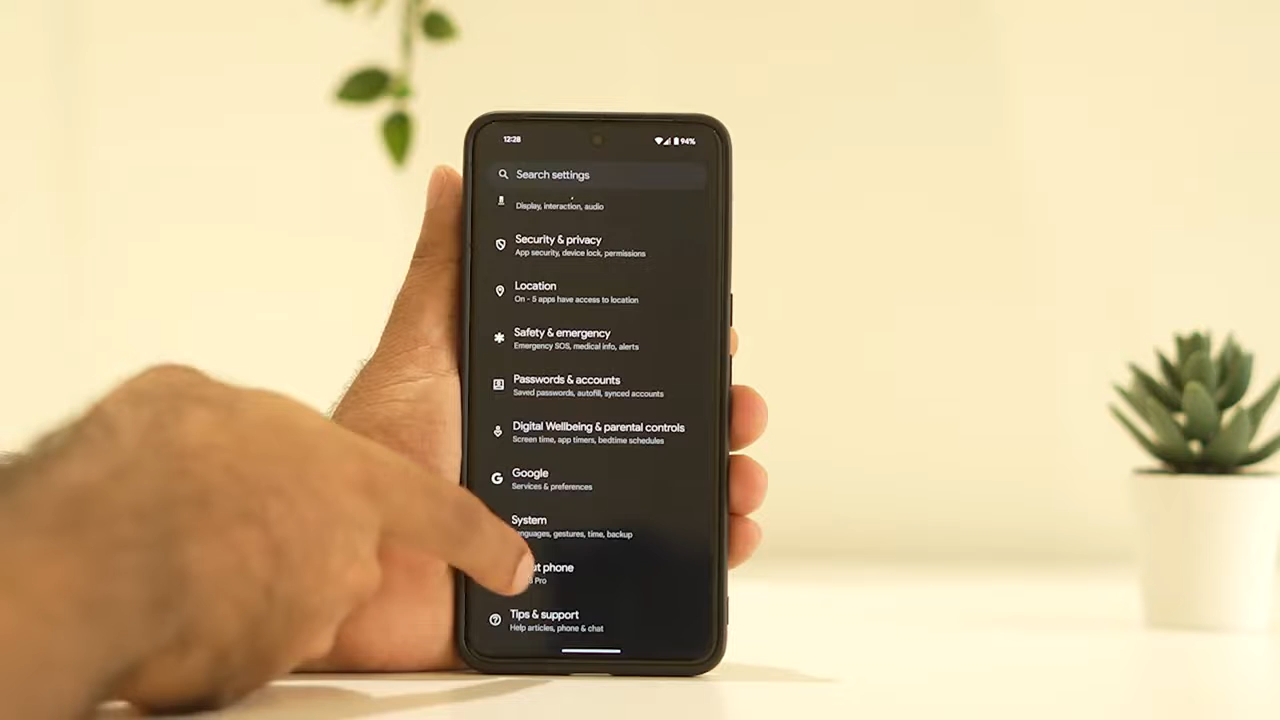 12:28
94%
Search settings
Display, interaction, audio
Security & privacy
App security, device lock, permissions
Location
On - 5 apps have access to location
Safety & emergency
Emergency SOS, medical info, alerts
Passwords & accounts
Saved passwords, autofill, synced accounts
Digital Wellbeing & parental controls
Screen time, app timers, bedtime schedules
Google
Services & preferences
System
gestures, time, backup
phone
Pro
Tips & support
Help articles, phone & chat